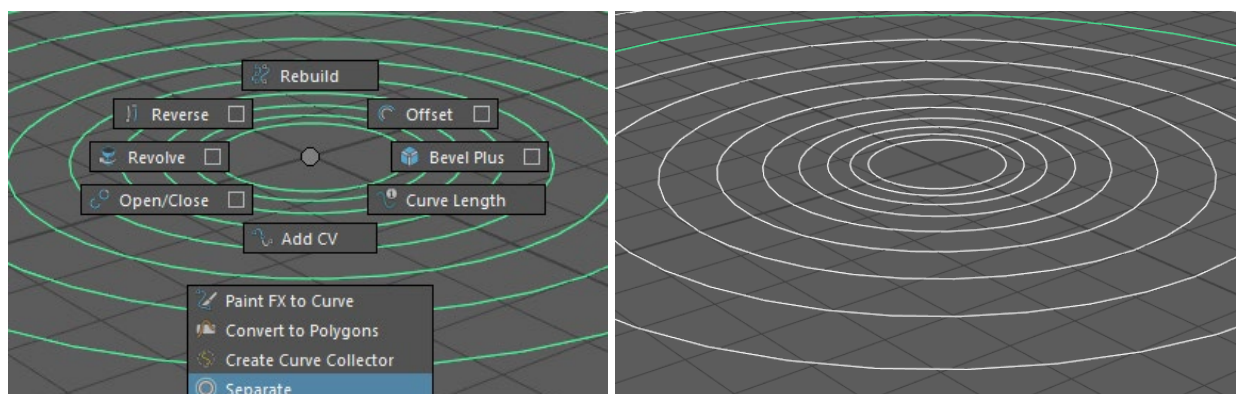 Rebuild
Reverse
Offset
Revolve
Bevel Plus
Open/Close
Curve Length
Add CV
Paint FX to Curve
Convert to Polygons
Create Curve Collector
Separate